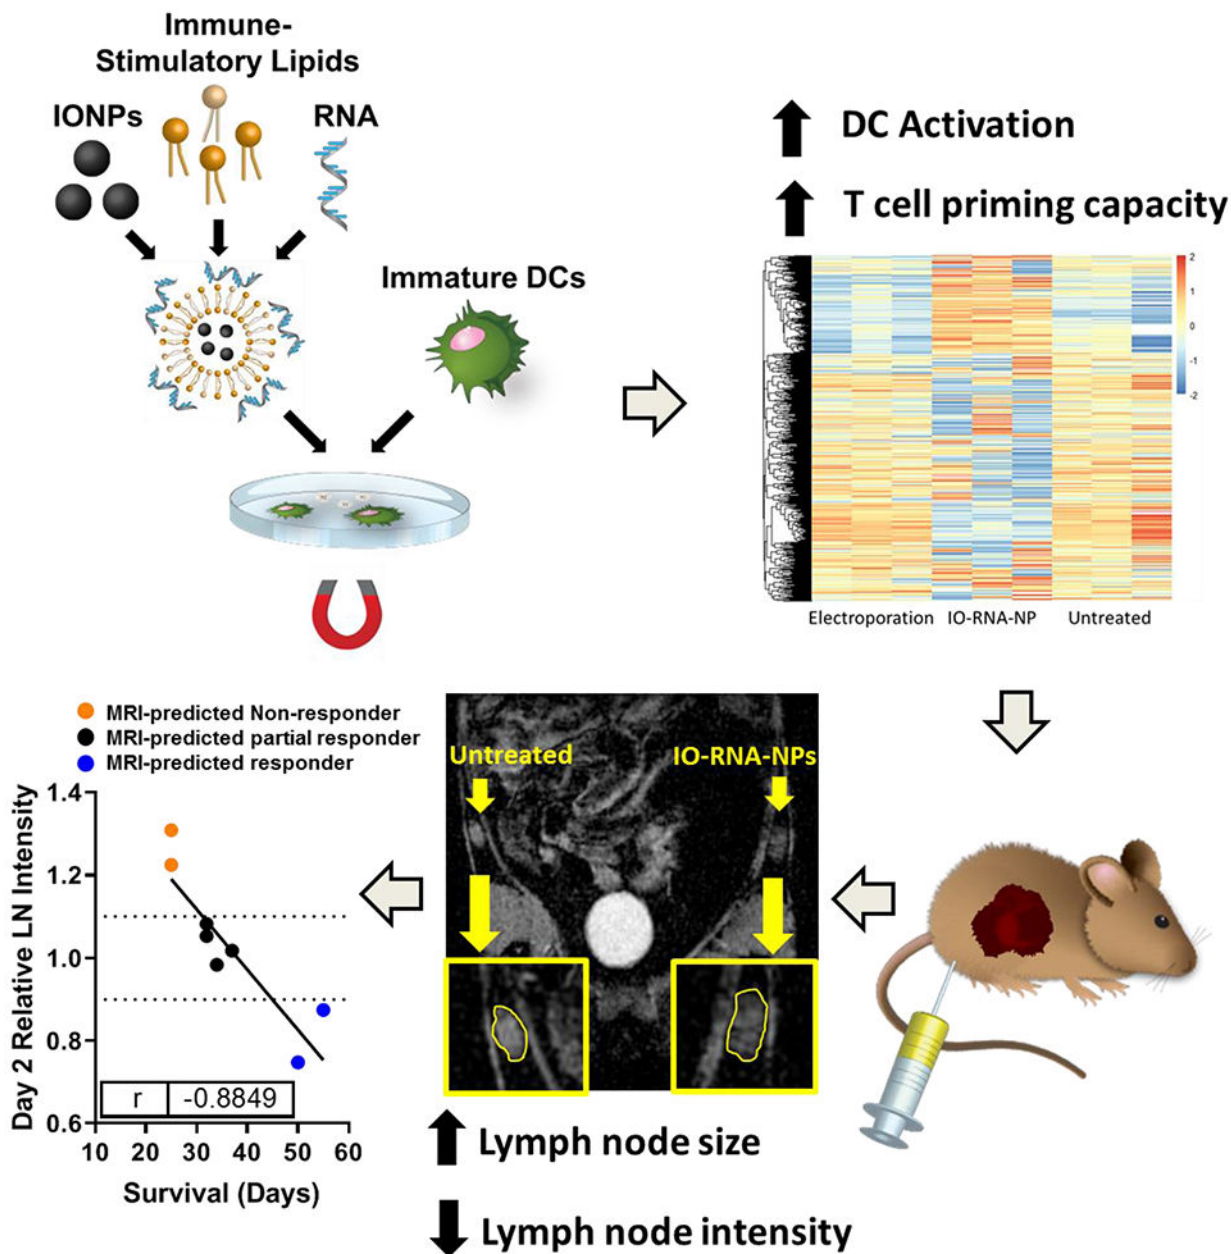 Immune-
Stimulatory Lipids
IONPs
RNA
Immature DCs
DC Activation
T cell priming capacity
2
1
0
-1
-2
Electroporation
IO-RNA-NP
Untreated
MRI-predicted Non-responder
MRI-predicted partial responder
MRI-predicted responder
Day 2 Relative LN Intensity
1.4
1.2
1.0
0.8
0.6
r
-0.8849
10
20
30
40
50
60
Survival (Days)
Untreated
IO-RNA-NPs
Lymph node size
Lymph node intensity